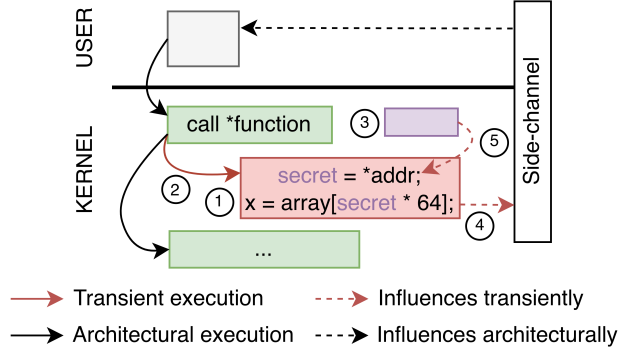 USER
KERNEL
call *function
3
5
2
1
secret = *addr;
x = array[secret * 64];
4
...
Side-channel
Transient execution
Influences transiently
Architectural execution
Influences architecturally